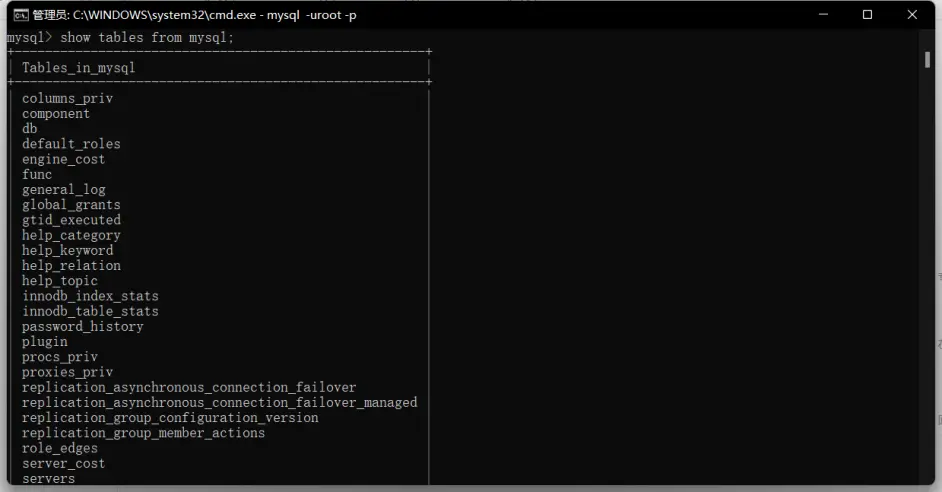 管理员: C:\WINDOWS\system32\cmd.exe - mysql -uroot -p
mysql> show tables from mysql;
Tables_in_mysql
columns_priv
component
db
default_roles
engine_cost
func
general_log
global_grants
gtid_executed
help_category
help_keyword
help_relation
help_topic
innodb_index_stats
innodb_table_stats
password_history
plugin
procs_priv
proxies_priv
replication_asynchronous_connection_failover
replication_asynchronous_connection_failover_managed
replication_group_configuration_version
replication_group_member_actions
role_edges
server_cost
servers